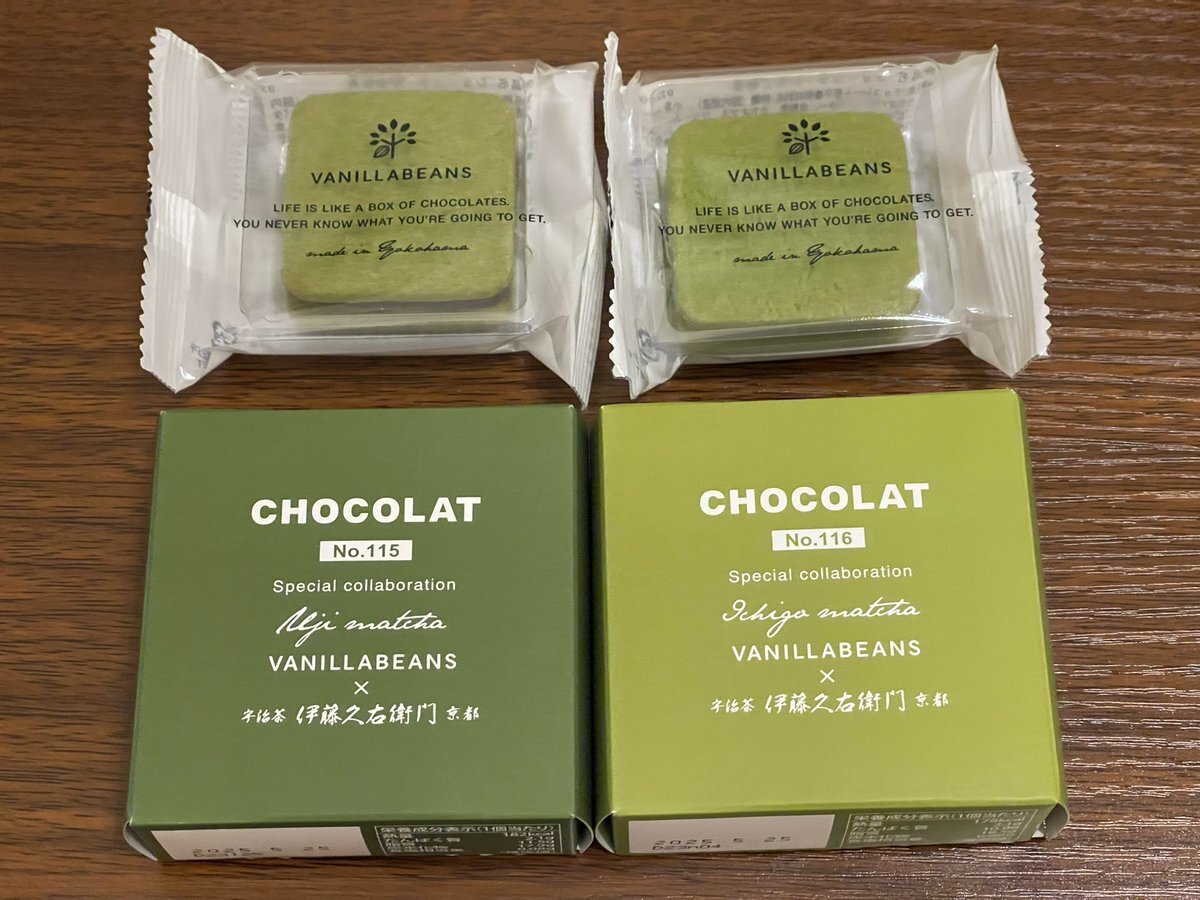 VANILLABEANS
LIFE IS LIKE A BOX OF CHOCOLATES.
YOU NEVER KNOW WHAT YOU'RE GOING TO GET.
made in Yokohama
VANILLABEANS
LIFE IS LIKE A BOX OF CHOCOLATES.
YOU NEVER KNOW WHAT YOU'RE GOING TO GET.
made in Yokohama
CHOCOLAT
No.115
Special collaboration
Uji matcha
VANILLABEANS
×
宇治茶 伊藤久右衛門 京都
栄養成分表示(1個当たり)
熱量 182kcal
2025. 5. 25
CHOCOLAT
No.116
Special collaboration
Ichigo matcha
VANILLABEANS
×
宇治茶 伊藤久右衛門 京都
栄養成分表示(1個当たり)
2025. 5. 25